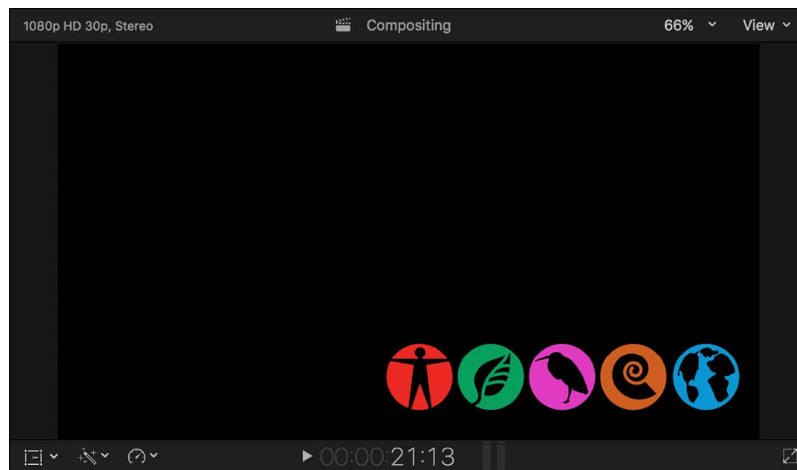 1080p HD 30p, Stereo
Compositing
66%
View
00:00:21:13